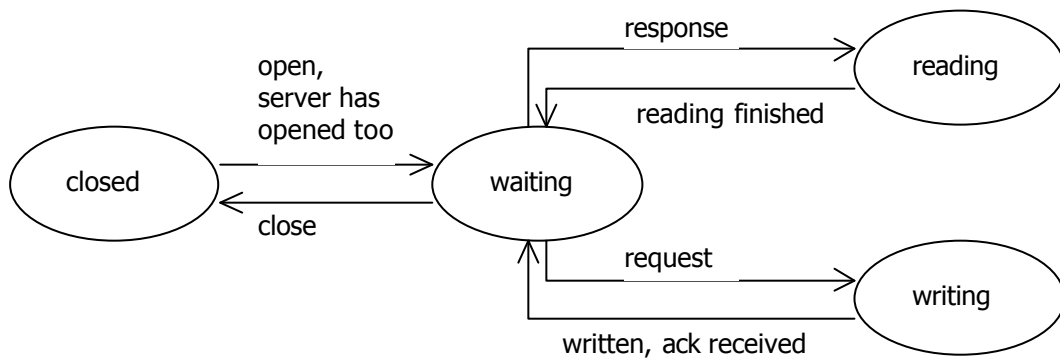 response
reading
open,
server has
opened too
reading finished
closed
waiting
close
request
writing
written, ack received